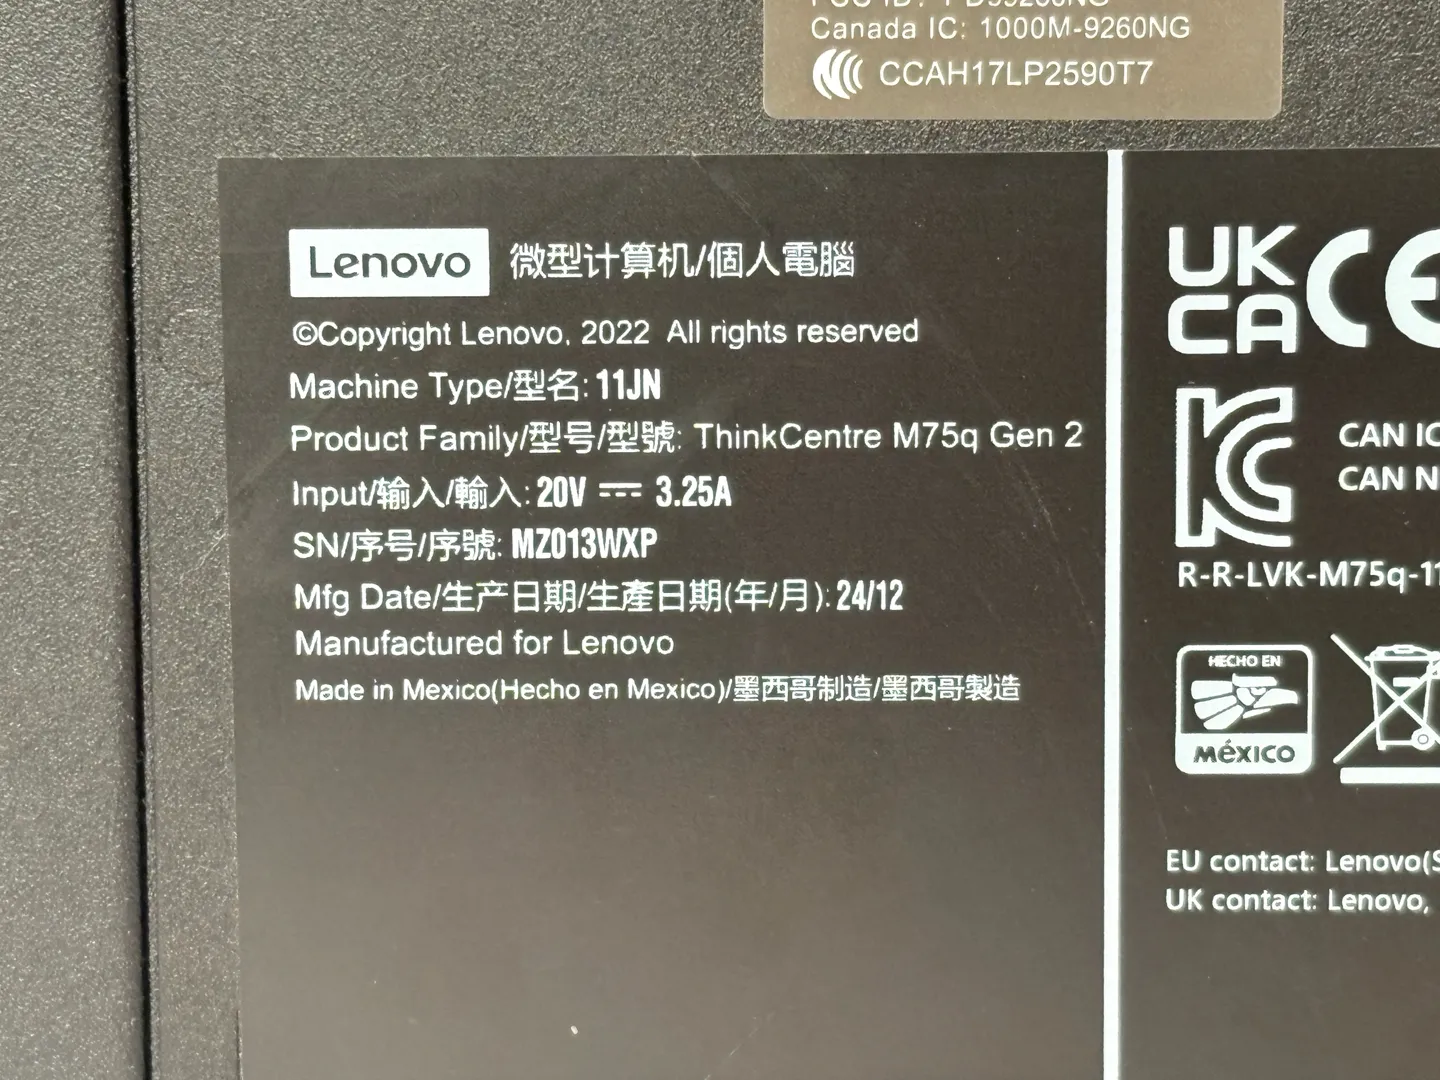 Canada IC: 1000M-9260NG
CCAH17LP2590T7
Lenovo 微型计算机/個人電腦
©Copyright Lenovo, 2022 All rights reserved
Machine Type/型名: 11JN
Product Family/型号/型號: ThinkCentre M75q Gen 2
Input/输入/輸入: 20V ⎓ 3.25A
SN/序号/序號: MZ013WXP
Mfg Date/生产日期/生產日期(年/月): 24/12
Manufactured for Lenovo
Made in Mexico(Hecho en Mexico)/墨西哥制造/墨西哥製造
UK
CA CE
CAN IC
CAN N
R-R-LVK-M75q-11
HECHO EN
MÉXICO
EU contact: Lenovo(S
UK contact: Lenovo,